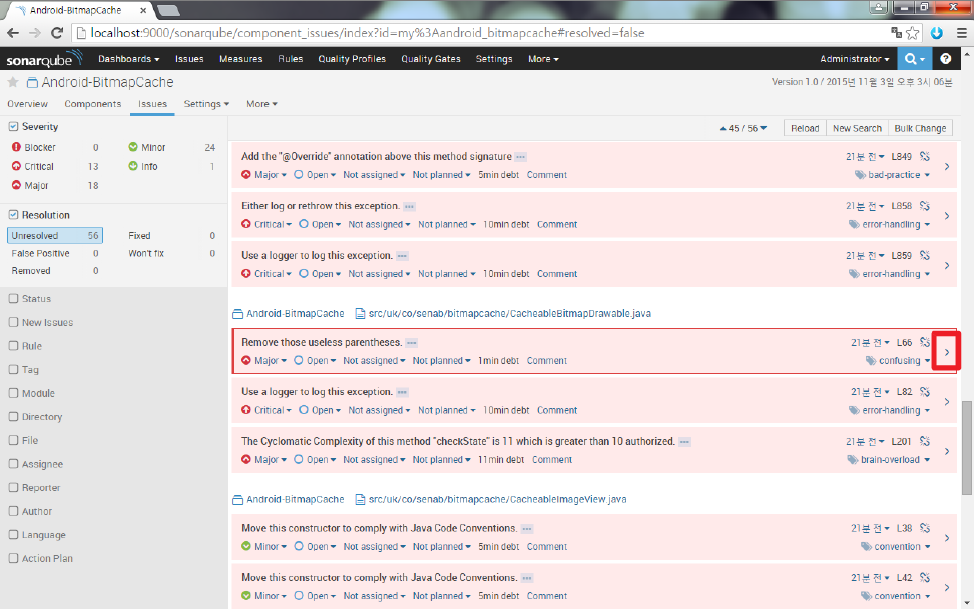 Android-BitmapCache
localhost:9000/sonarqube/component_issues/index?id=my%3Aandroid_bitmapcache#resolved=false
sonarqube Dashboards Issues Measures Rules Quality Profiles Quality Gates Settings More Administrator ?
Android-BitmapCache Version 1.0 / 2015년 11월 3일 오후 3시 06분
Overview Components Issues Settings More
Severity
Blocker 0 Minor 24
Critical 13 Info 1
Major 18
Resolution
Unresolved 56 Fixed 0
False Positive 0 Won't fix 0
Removed 0
Status
New Issues
Rule
Tag
Module
Directory
File
Assignee
Reporter
Author
Language
Action Plan
45 / 56 Reload New Search Bulk Change
Add the "@Override" annotation above this method signature 21분 전 L849
Major Open Not assigned Not planned 5min debt Comment bad-practice
Either log or rethrow this exception. 21분 전 L858
Critical Open Not assigned Not planned 10min debt Comment error-handling
Use a logger to log this exception. 21분 전 L859
Critical Open Not assigned Not planned 10min debt Comment error-handling
Android-BitmapCache src/uk/co/senab/bitmapcache/CacheableBitmapDrawable.java
Remove those useless parentheses. 21분 전 L66
Major Open Not assigned Not planned 1min debt Comment confusing
Use a logger to log this exception. 21분 전 L82
Critical Open Not assigned Not planned 10min debt Comment error-handling
The Cyclomatic Complexity of this method "checkState" is 11 which is greater than 10 authorized. 21분 전 L201
Major Open Not assigned Not planned 11min debt Comment brain-overload
Android-BitmapCache src/uk/co/senab/bitmapcache/CacheableImageView.java
Move this constructor to comply with Java Code Conventions. 21분 전 L38
Minor Open Not assigned Not planned 5min debt Comment convention
Move this constructor to comply with Java Code Conventions. 21분 전 L42
Minor Open Not assigned Not planned 5min debt Comment convention